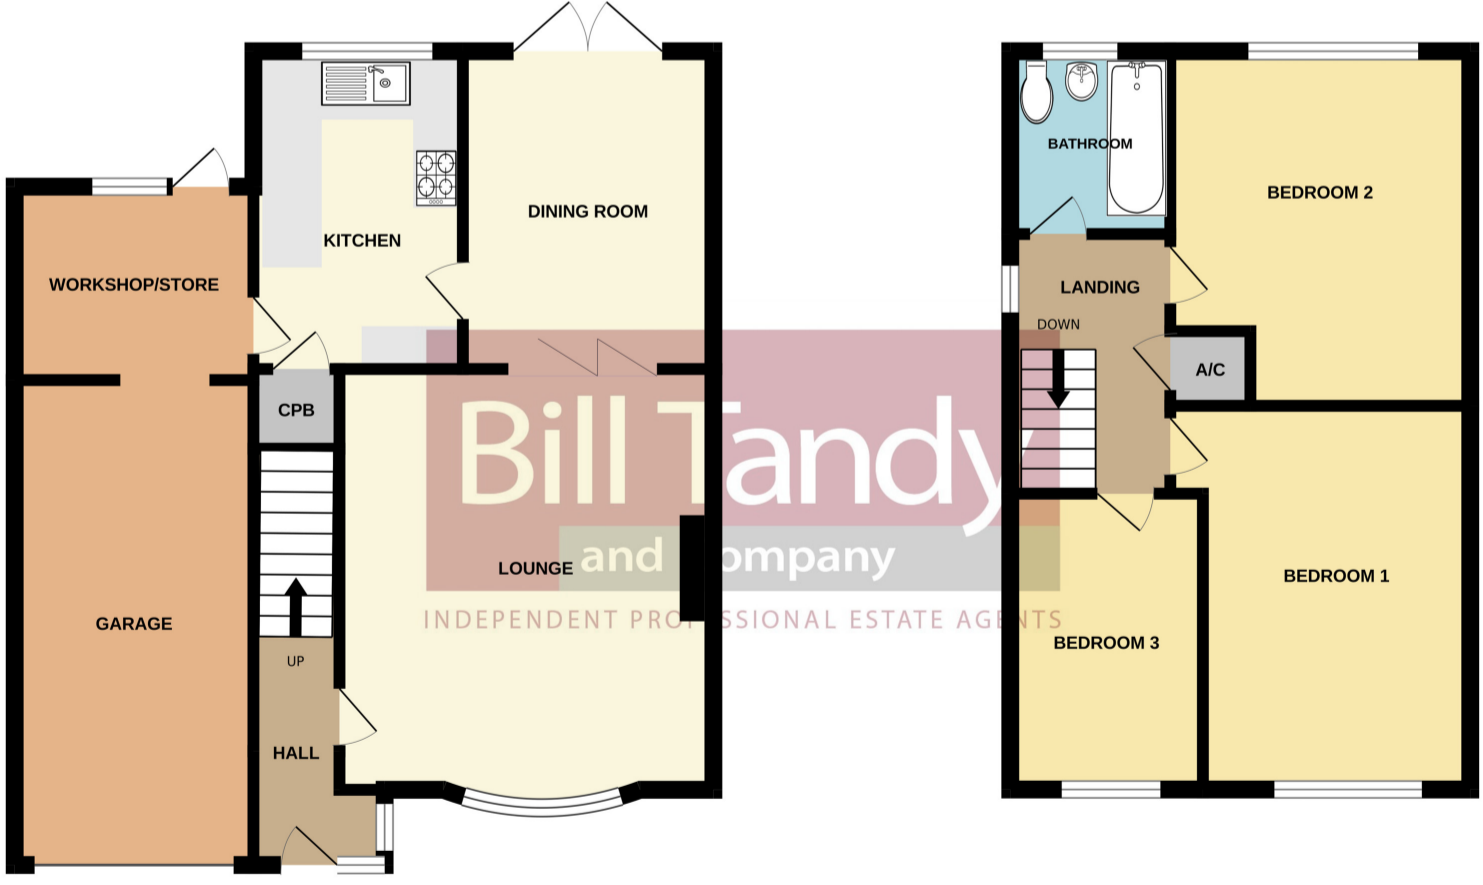 BATHROOM
BEDROOM 2
DINING ROOM
KITCHEN
WORKSHOP/STORE
LANDING
DOWN
A/C
CPB
Bill Tandy
and Company
LOUNGE
BEDROOM 1
INDEPENDENT PROFESSIONAL ESTATE AGENTS
GARAGE
BEDROOM 3
UP
HALL